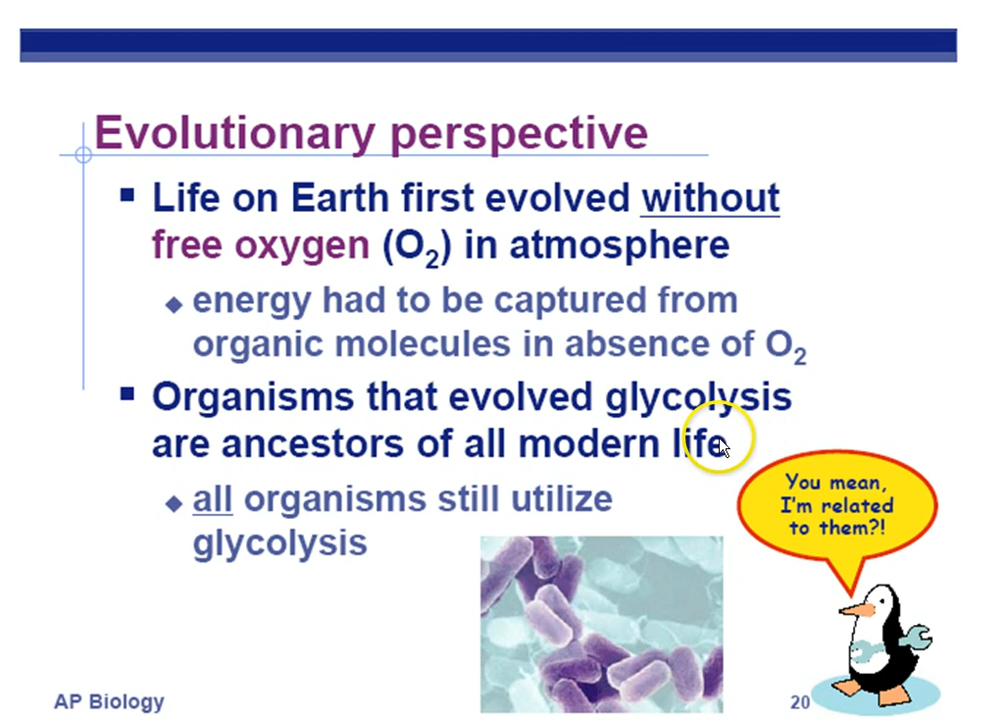 Evolutionary perspective
▪ Life on Earth first evolved without
free oxygen (O₂) in atmosphere
◆ energy had to be captured from
organic molecules in absence of O₂
▪ Organisms that evolved glycolysis
are ancestors of all modern life
◆ all organisms still utilize
glycolysis
You mean,
I'm related
to them?!
AP Biology
20